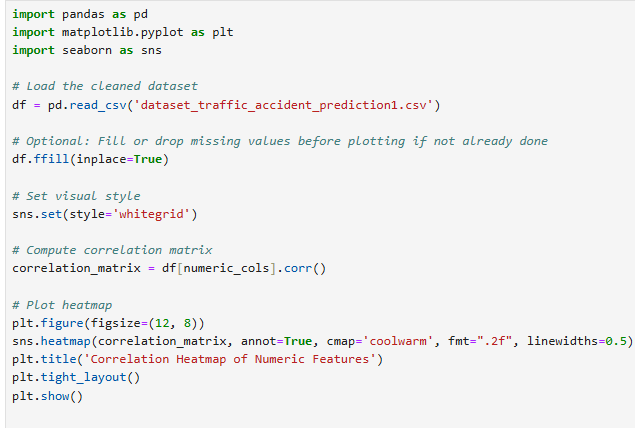 import pandas as pd
import matplotlib.pyplot as plt
import seaborn as sns
# Load the cleaned dataset
df = pd.read_csv('dataset_traffic_accident_prediction1.csv')
# Optional: Fill or drop missing values before plotting if not already done
df.ffill(inplace=True)
# Set visual style
sns.set(style='whitegrid')
# Compute correlation matrix
correlation_matrix = df[numeric_cols].corr()
# Plot heatmap
plt.figure(figsize=(12, 8))
sns.heatmap(correlation_matrix, annot=True, cmap='coolwarm', fmt=".2f", linewidths=0.5)
plt.title('Correlation Heatmap of Numeric Features')
plt.tight_layout()
plt.show()